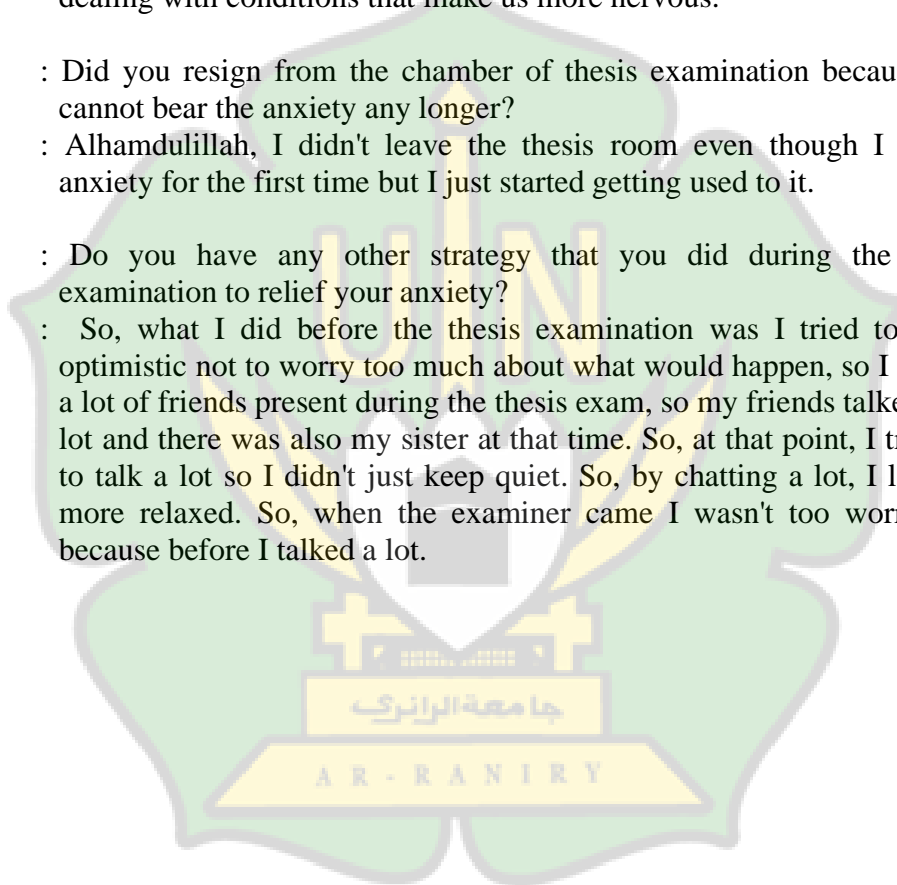 dealing with conditions that make us more nervous.
: Did you resign from the chamber of thesis examination becau
cannot bear the anxiety any longer?
: Alhamdulillah, I didn't leave the thesis room even though I
anxiety for the first time but I just started getting used to it.
: Do you have any other strategy that you did during the
examination to relief your anxiety?
: So, what I did before the thesis examination was I tried to
optimistic not to worry too much about what would happen, so I
a lot of friends present during the thesis exam, so my friends talke
lot and there was also my sister at that time. So, at that point, I tr
to talk a lot so I didn't just keep quiet. So, by chatting a lot, I l
more relaxed. So, when the examiner came I wasn't too wor
because before I talked a lot.
UIN
جامعة الرانري
AR-RANIRY